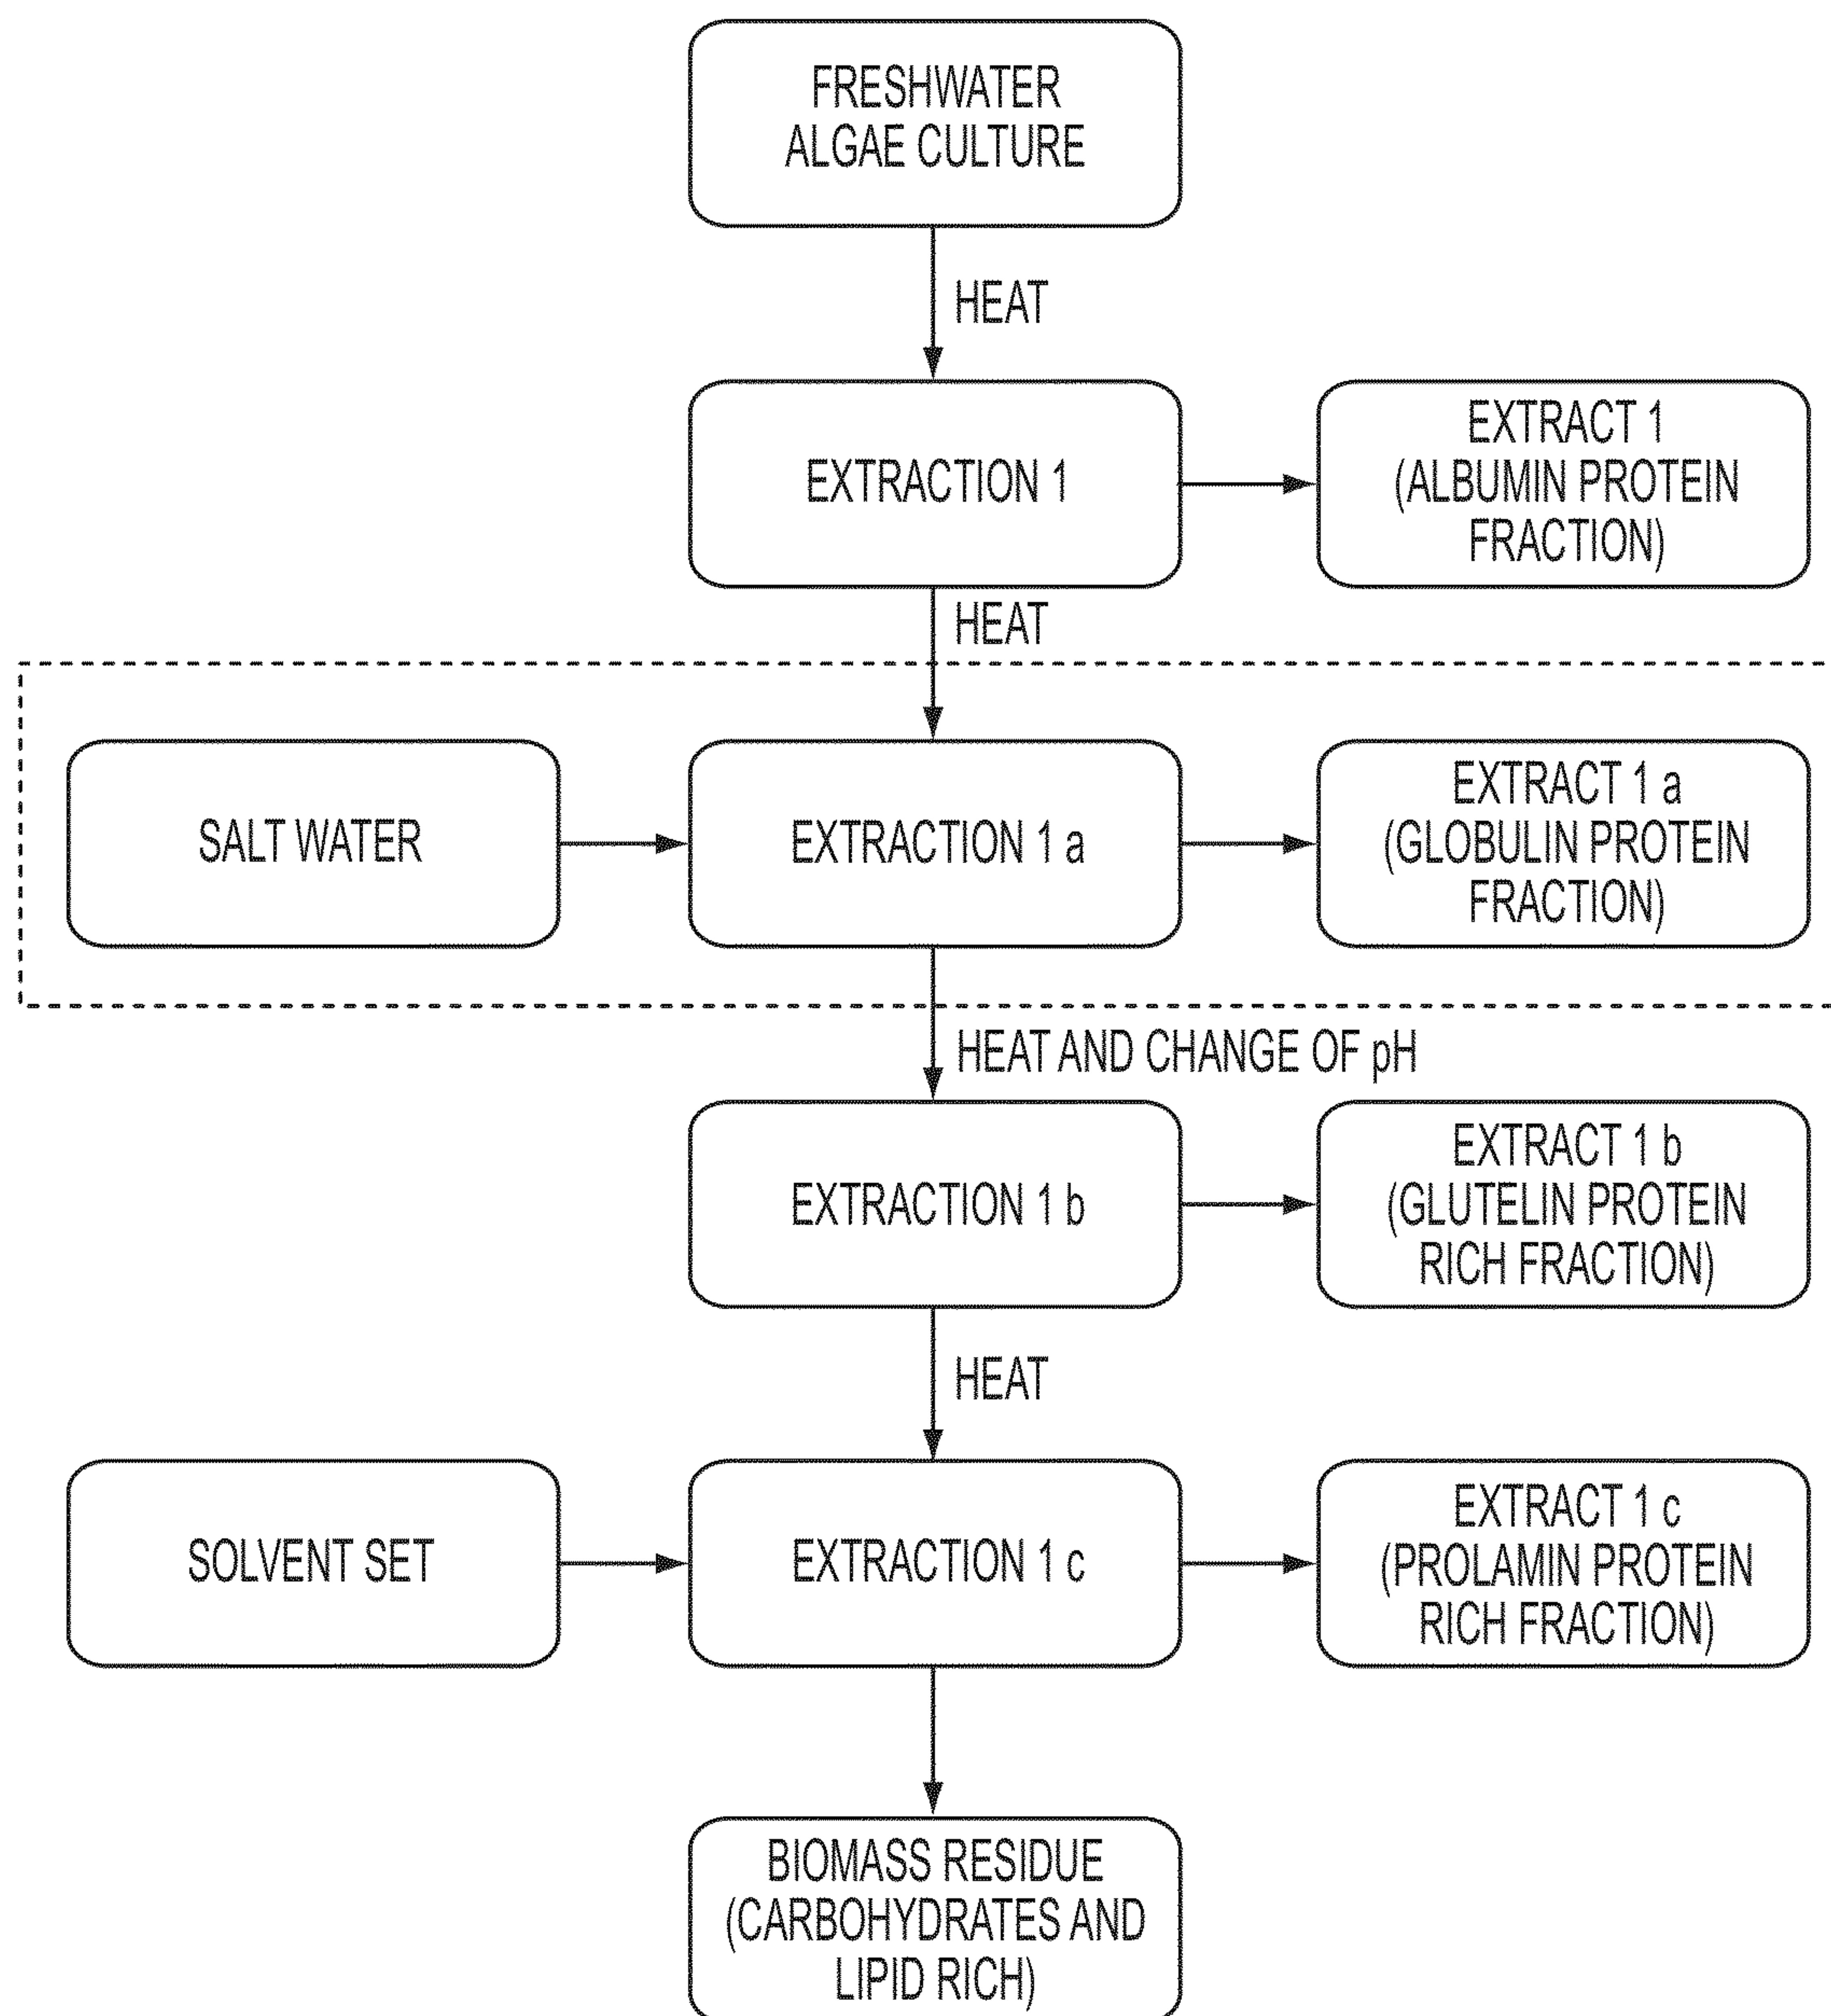 FRESHWATER
ALGAE CULTURE
HEAT
EXTRACTION 1
EXTRACT 1
(ALBUMIN PROTEIN
FRACTION)
HEAT
SALT WATER
EXTRACTION 1 a
EXTRACT 1 a
(GLOBULIN PROTEIN
FRACTION)
HEAT AND CHANGE OF pH
EXTRACTION 1 b
EXTRACT 1 b
(GLUTELIN PROTEIN
RICH FRACTION)
HEAT
SOLVENT SET
EXTRACTION 1 c
EXTRACT 1 c
(PROLAMIN PROTEIN
RICH FRACTION)
BIOMASS RESIDUE
(CARBOHYDRATES AND
LIPID RICH)